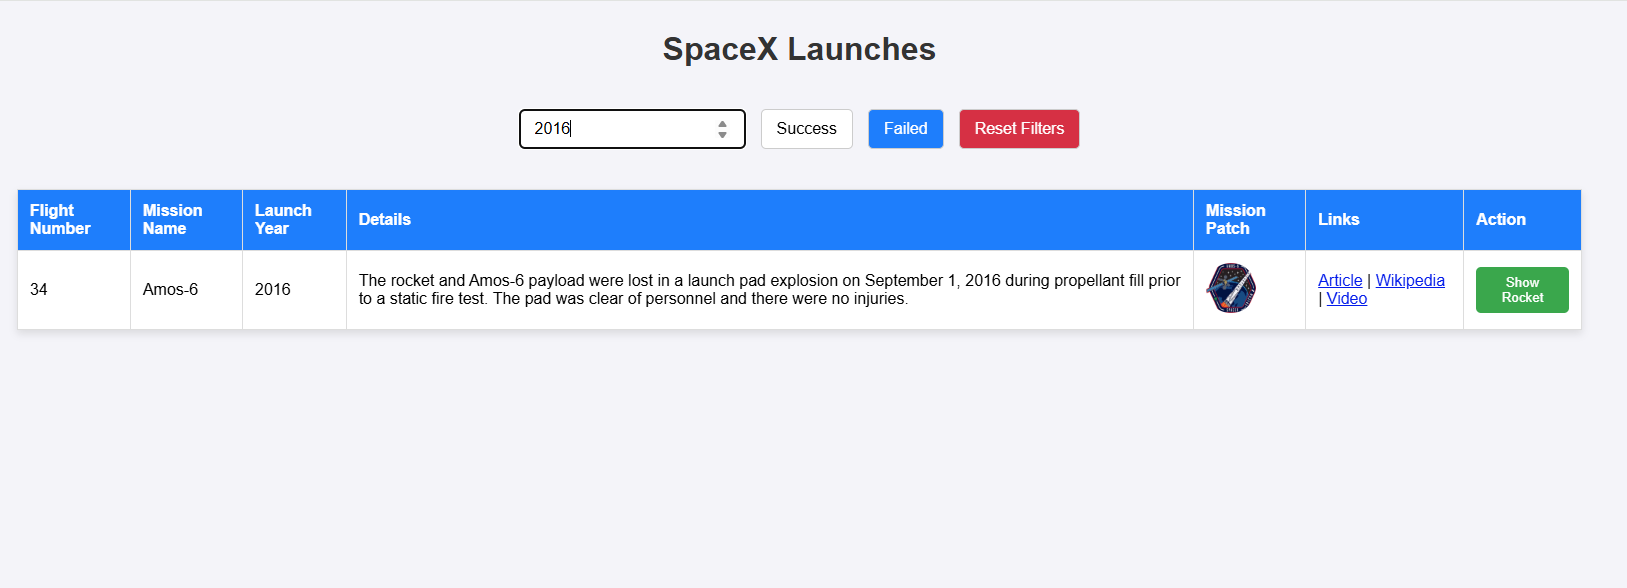 SpaceX Launches
2016
Success
Failed
Reset Filters
Flight
Number
Mission
Name
Launch
Year
Details
Mission
Patch
Links
Action
34
Amos-6
2016
The rocket and Amos-6 payload were lost in a launch pad explosion on September 1, 2016 during propellant fill prior
to a static fire test. The pad was clear of personnel and there were no injuries.
Article | Wikipedia
| Video
Show
Rocket